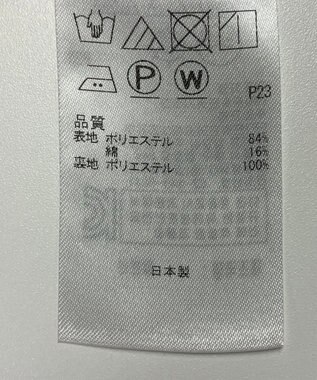 P W
P23
品質
表地 ポリエステル 84%
綿 16%
裏地 ポリエステル 100%
日本製